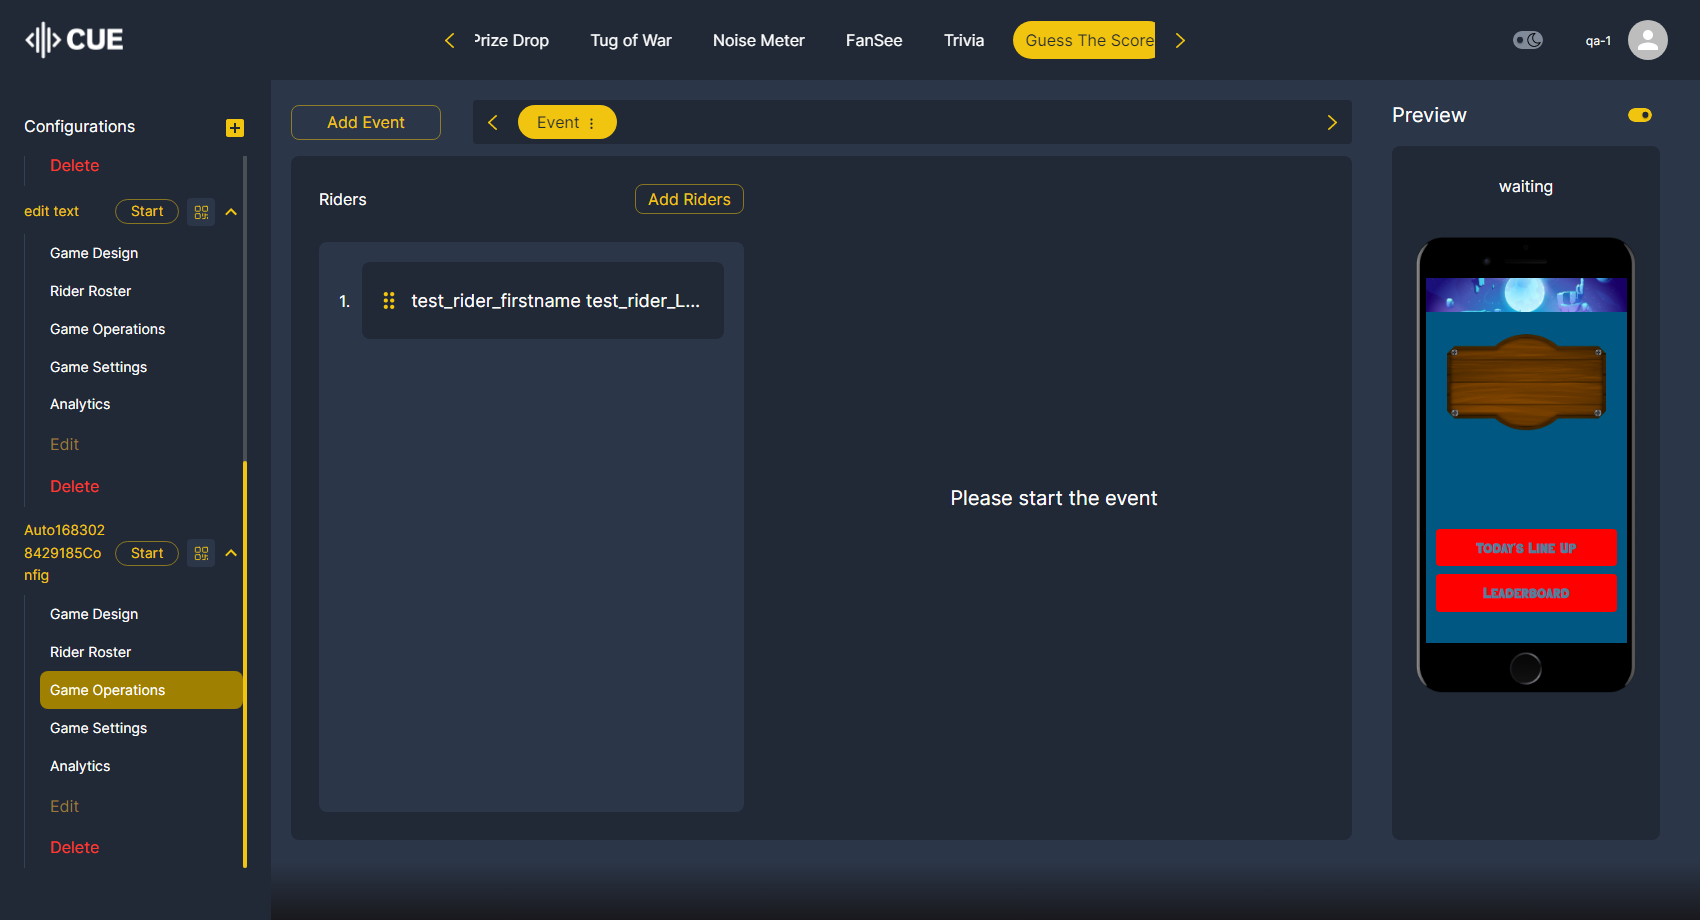 CUE
Prize Drop
Tug of War
Noise Meter
FanSee
Trivia
Guess The Score
qa-1
Configurations
Delete
edit text
Start
Game Design
Rider Roster
Game Operations
Game Settings
Analytics
Edit
Delete
Auto168302
8429185Co
nfig
Start
Game Design
Rider Roster
Game Operations
Game Settings
Analytics
Edit
Delete
Add Event
Event
Riders
Add Riders
1.
test_rider_firstname test_rider_L...
Please start the event
Preview
waiting
Today's Line Up
Leaderboard